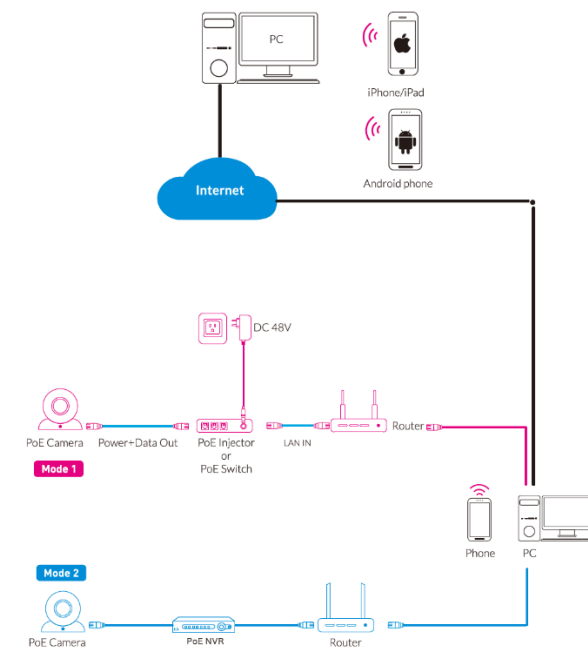 PC
iPhone/iPad
Android phone
Internet
DC 48V
PoE Camera
Power+Data Out
PoE Injector
or
PoE Switch
LAN IN
Router
Mode 1
Phone
PC
Mode 2
PoE Camera
PoE NVR
Router